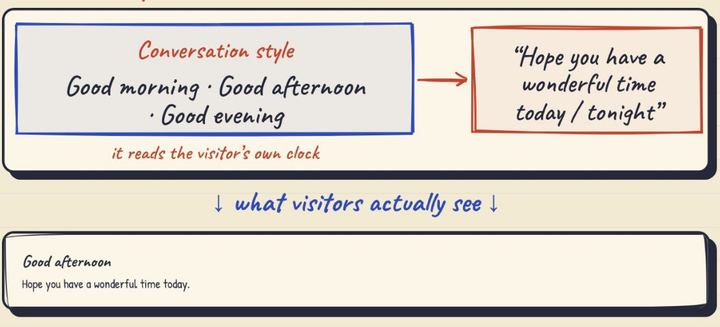 Conversation style
Good morning · Good afternoon
· Good evening
it reads the visitor's own clock
“Hope you have a
wonderful time
today / tonight”
↓ what visitors actually see ↓
Good afternoon
Hope you have a wonderful time today.